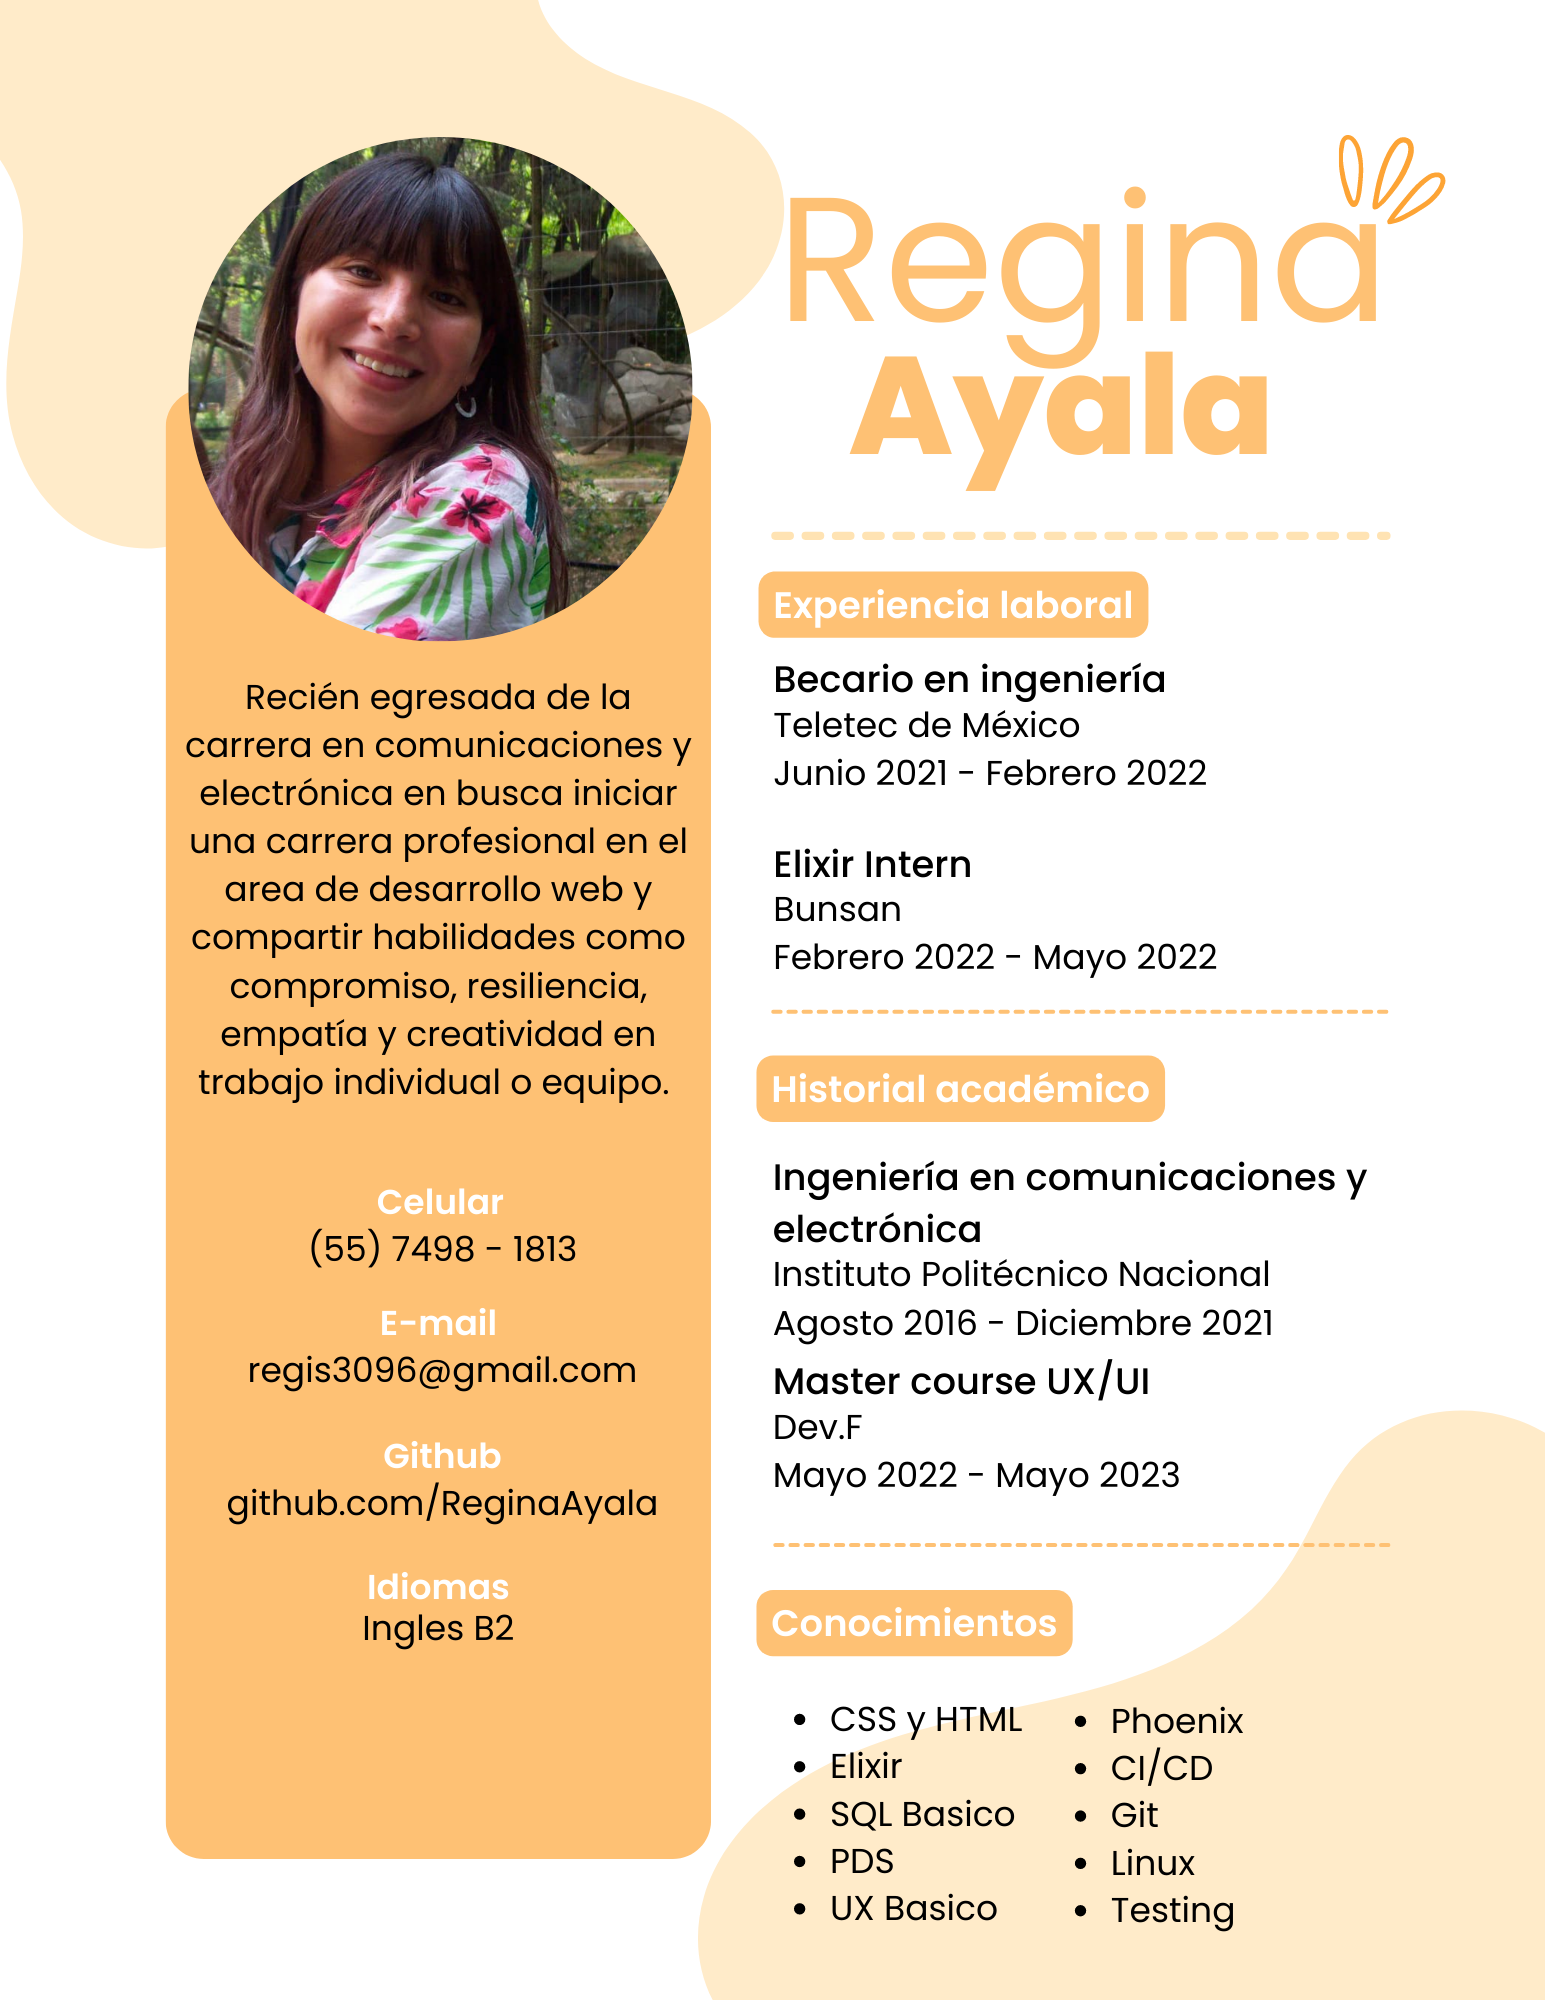 Regina
Ayala
Recién egresada de la
carrera en comunicaciones y
electrónica en busca iniciar
una carrera profesional en el
area de desarrollo web y
compartir habilidades como
compromiso, resiliencia,
empatía y creatividad en
trabajo individual o equipo.
Celular
(55) 7498 - 1813
E-mail
regis3096@gmail.com
Github
github.com/ReginaAyala
Idiomas
Ingles B2
Experiencia laboral
Becario en ingeniería
Teletec de México
Junio 2021 - Febrero 2022
Elixir Intern
Bunsan
Febrero 2022 - Mayo 2022
Historial académico
Ingeniería en comunicaciones y
electrónica
Instituto Politécnico Nacional
Agosto 2016 - Diciembre 2021
Master course UX/UI
Dev.F
Mayo 2022 - Mayo 2023
Conocimientos
• CSS y HTML
• Elixir
• SQL Basico
• PDS
• UX Basico
• Phoenix
• CI/CD
• Git
• Linux
• Testing